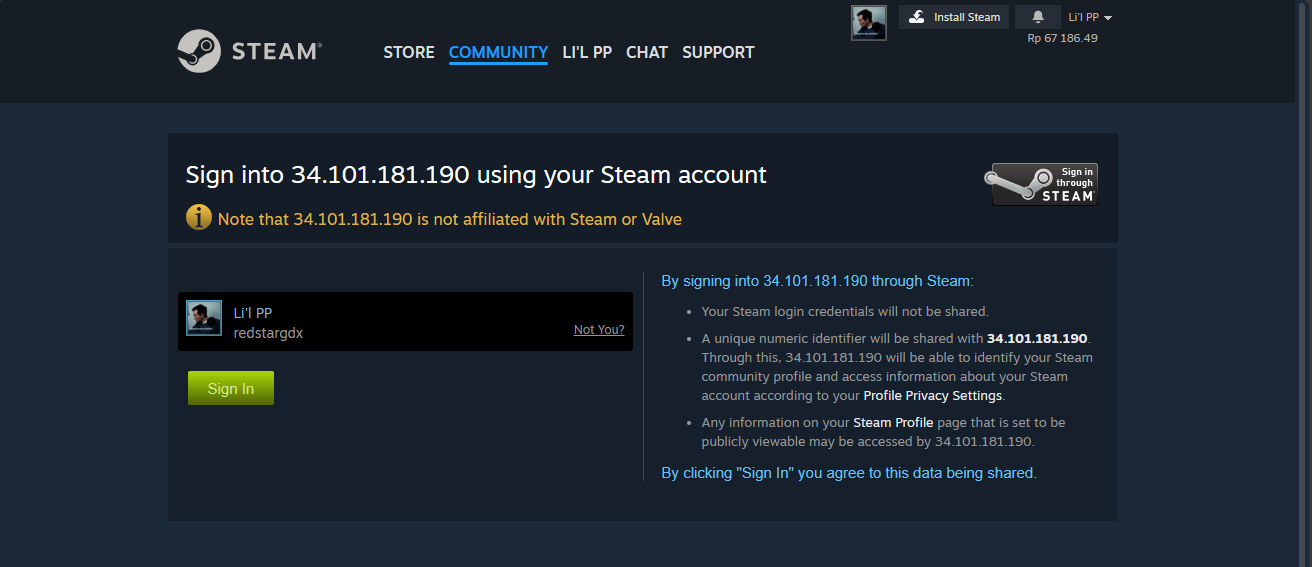 Install Steam
Li'l PP
Rp 67 186.49
STEAM®
STORE COMMUNITY LI'L PP CHAT SUPPORT
Sign into 34.101.181.190 using your Steam account
Sign in
through
STEAM
Note that 34.101.181.190 is not affiliated with Steam or Valve
Li'l PP
redstargdx
Not You?
Sign In
By signing into 34.101.181.190 through Steam:
• Your Steam login credentials will not be shared.
• A unique numeric identifier will be shared with 34.101.181.190.
Through this, 34.101.181.190 will be able to identify your Steam
community profile and access information about your Steam
account according to your Profile Privacy Settings.
• Any information on your Steam Profile page that is set to be
publicly viewable may be accessed by 34.101.181.190.
By clicking "Sign In" you agree to this data being shared.